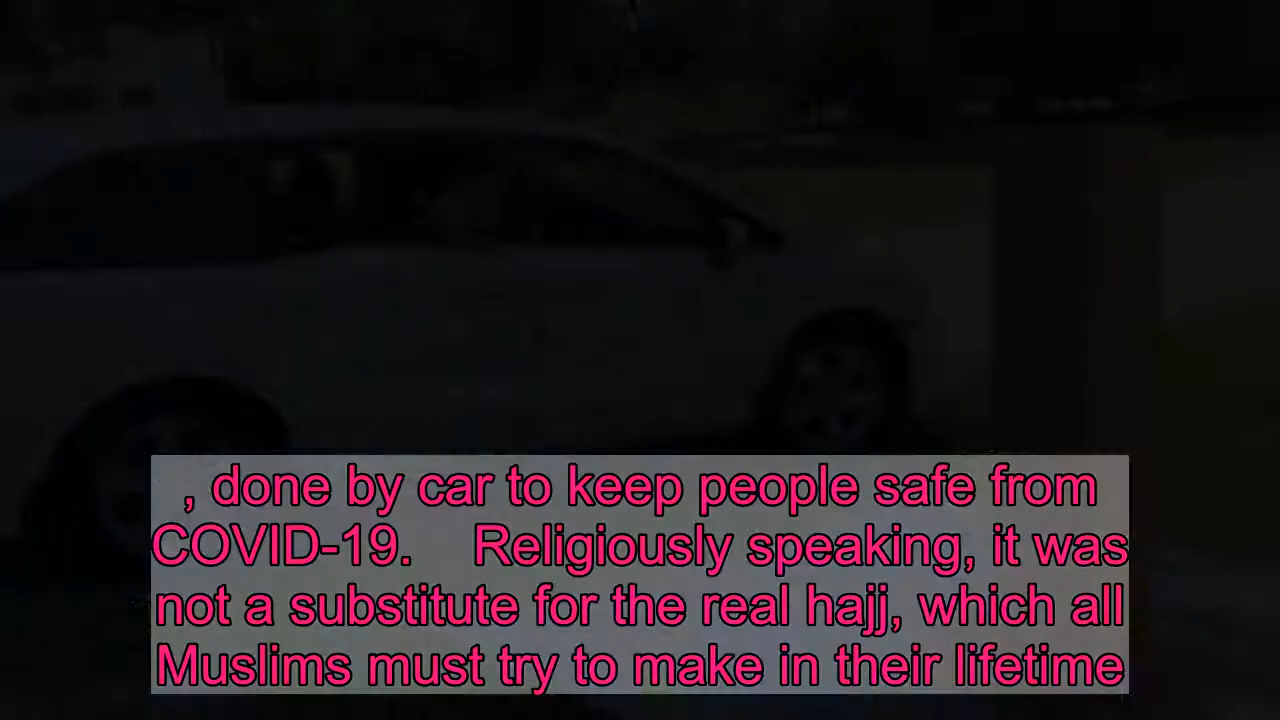 , done by car to keep people safe from
COVID-19.    Religiously speaking, it was
not a substitute for the real hajj, which all
Muslims must try to make in their lifetime